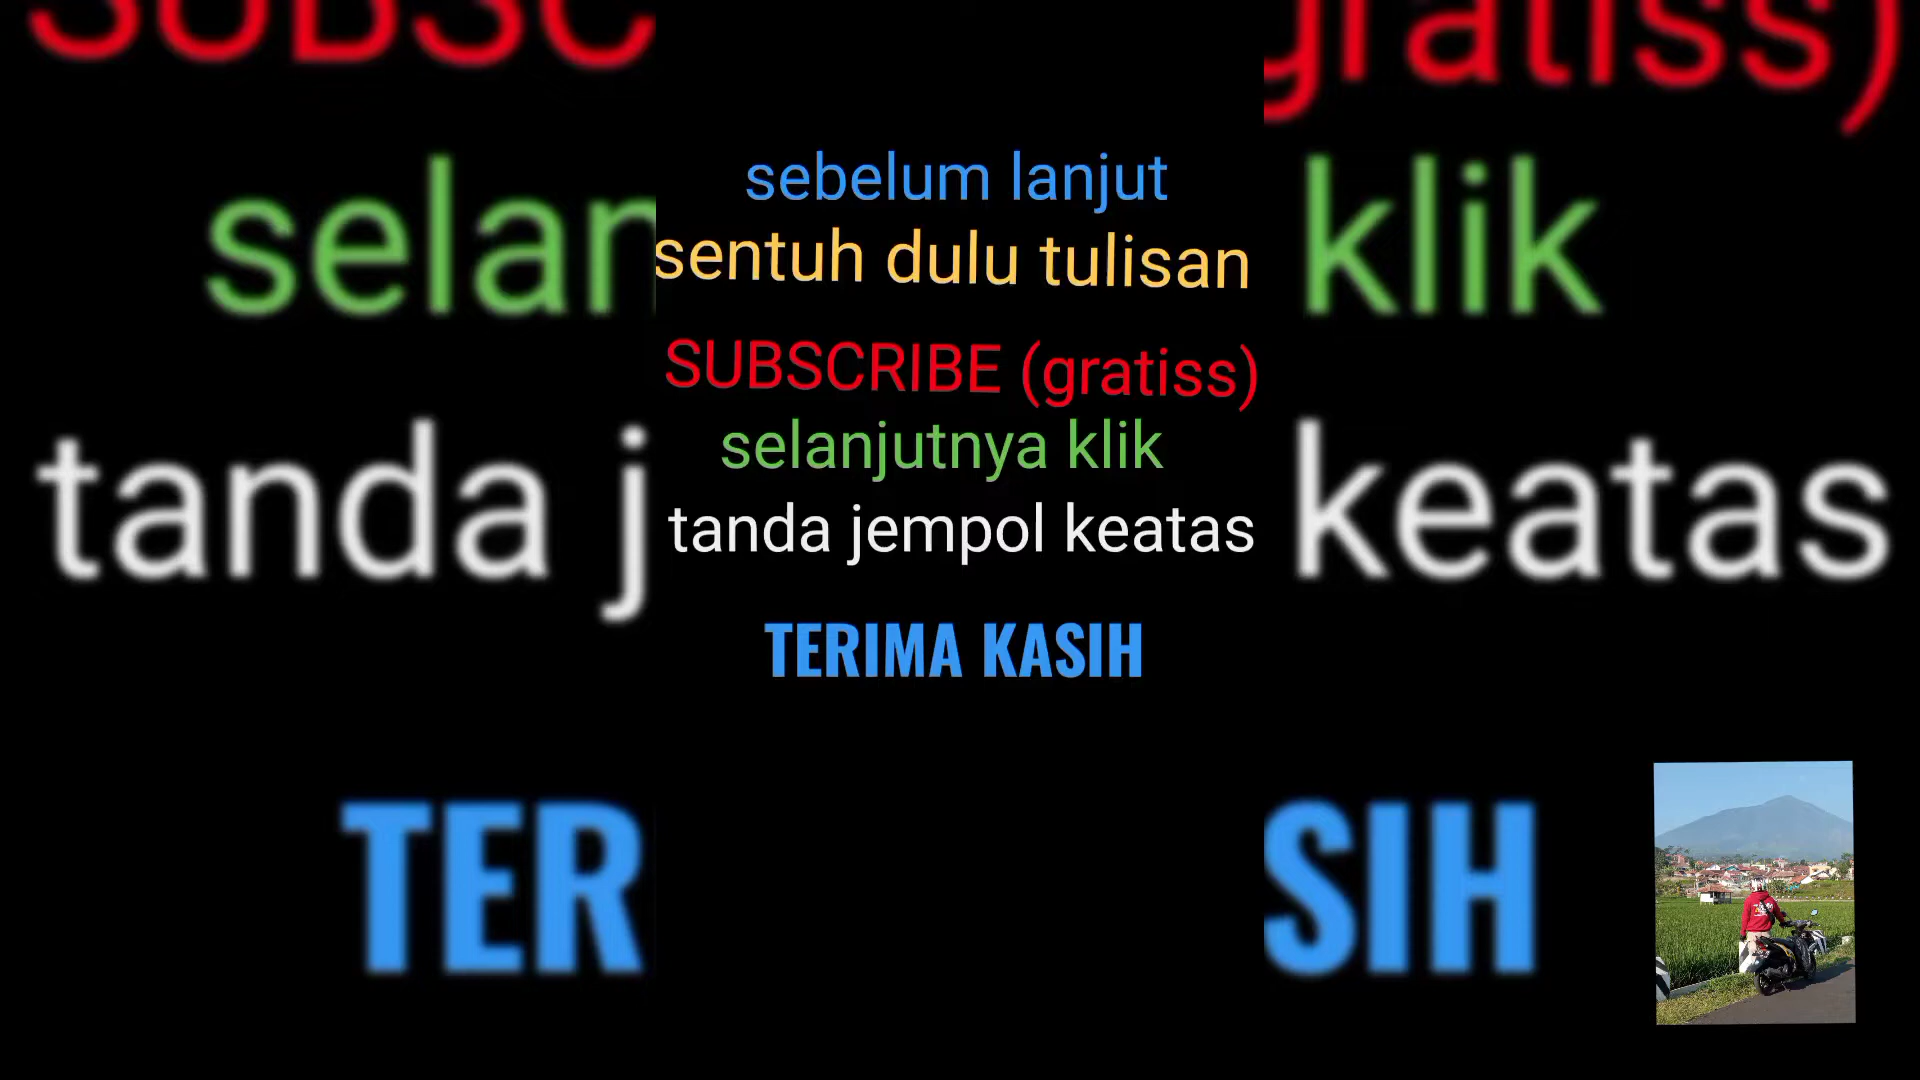 sebelum lanjut
sentuh dulu tulisan
SUBSCRIBE (gratiss)
selanjutnya klik
tanda jempol keatas
TERIMA KASIH